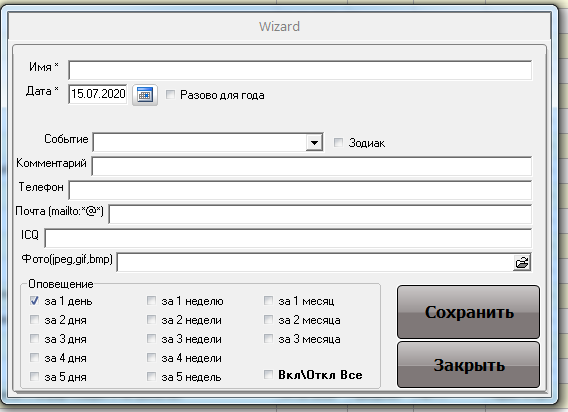 Wizard
Имя *
Дата * 15.07.2020 Разово для года
Событие Зодиак
Комментарий
Телефон
Почта (mailto:*@*)
ICQ
Фото(jpeg,gif,bmp)
Оповещение
за 1 день за 1 неделю за 1 месяц
за 2 дня за 2 недели за 2 месяца
за 3 дня за 3 недели за 3 месяца
за 4 дня за 4 недели
за 5 дня за 5 недель Вкл\Откл Все
Сохранить
Закрыть